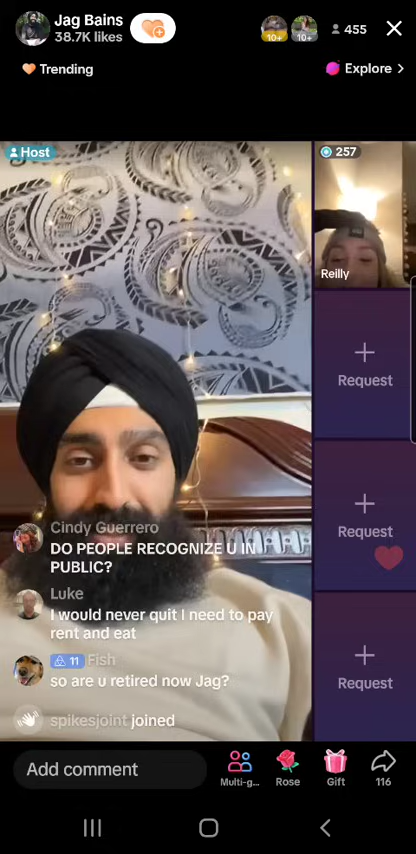 Jag Bains
38.7K likes
10+
10+
455
Trending
Explore >
Host
257
Reilly
Request
Request
Request
Cindy Guerrero
DO PEOPLE RECOGNIZE U IN
PUBLIC?
Luke
I would never quit I need to pay
rent and eat
11 Fish
so are u retired now Jag?
spikesjoint joined
Add comment
Multi-g...
Rose
Gift
116